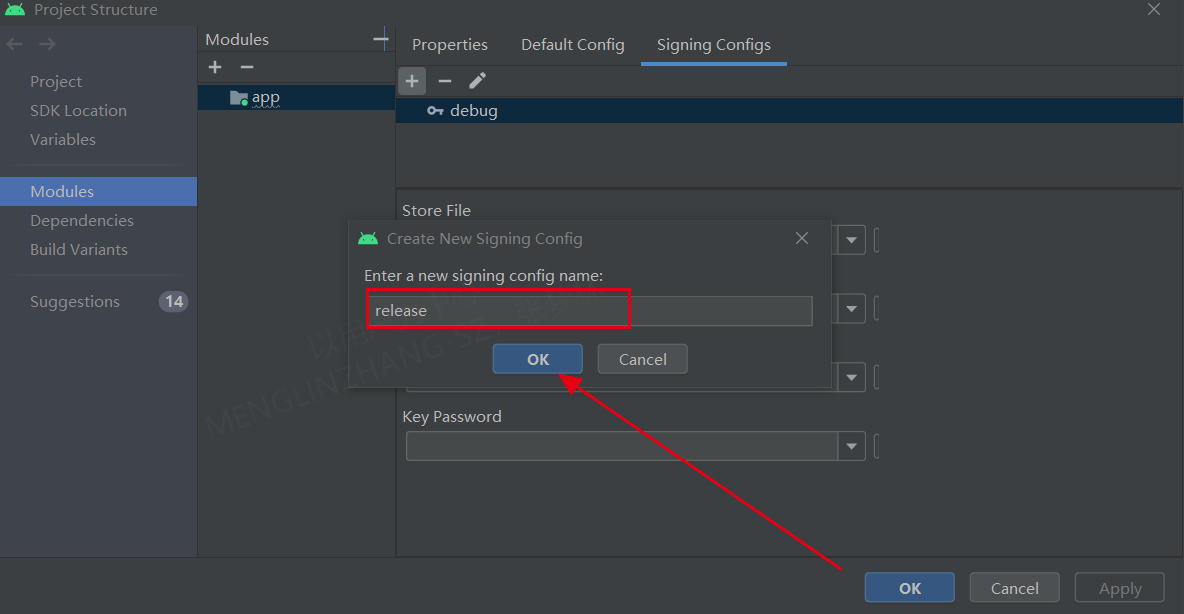 Project Structure
Modules
Properties Default Config Signing Configs
Project
SDK Location
Variables
app
debug
Modules
Dependencies
Build Variants
Suggestions 14
Store File
Create New Signing Config
Enter a new signing config name:
release
OK Cancel
Key Password
OK Cancel Apply
MENGLINZHANG-SZ